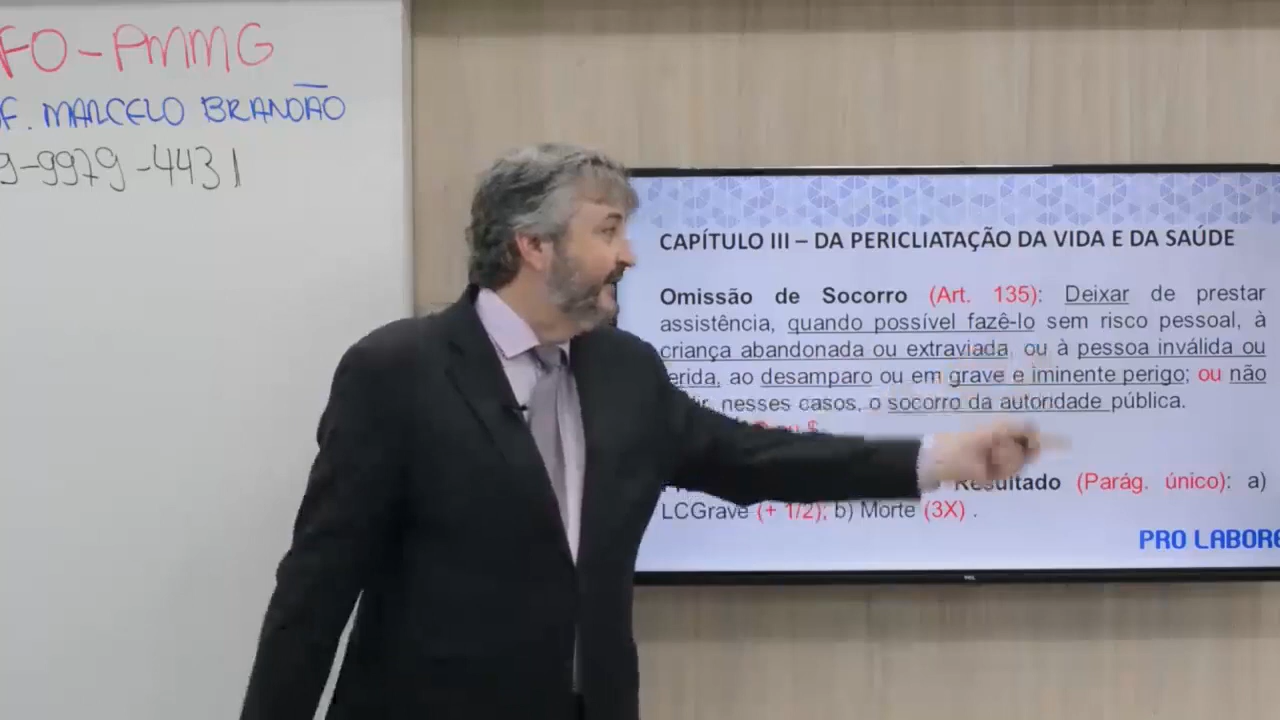 FO-PMMG
F. MARCELO BRANDÃO
9-9979-4431
CAPÍTULO III – DA PERICLIATAÇÃO DA VIDA E DA SAÚDE
Omissão de Socorro (Art. 135): Deixar de prestar
assistência, quando possível fazê-lo sem risco pessoal, à
criança abandonada ou extraviada, ou à pessoa inválida ou
erida, ao desamparo ou em grave e iminente perigo; ou não
nesses casos, o socorro da autoridade pública.
ou $
Resultado (Parág. único): a)
LCGrave (+ 1/2); b) Morte (3X) .
PRO LABORE